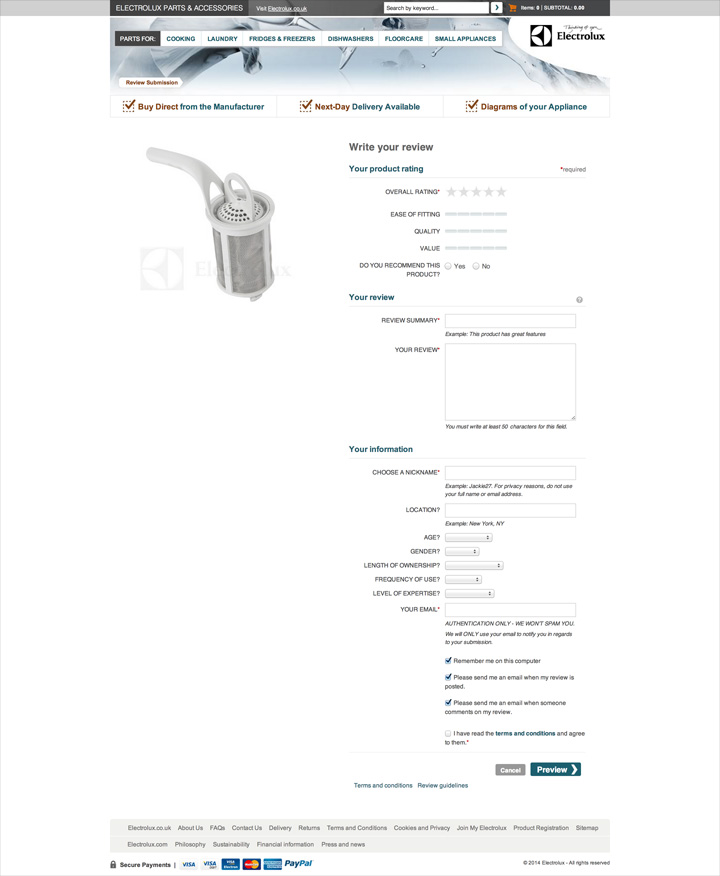 ELECTROLUX PARTS & ACCESSORIES
Visit Electrolux.co.uk
Search by keyword...
Items: 0 | SUBTOTAL: 0.00
PARTS FOR:
COOKING
LAUNDRY
FRIDGES & FREEZERS
DISHWASHERS
FLOORCARE
SMALL APPLIANCES
Thinking of you
Electrolux
Review Submission
Buy Direct from the Manufacturer
Next-Day Delivery Available
Diagrams of your Appliance
Electrolux
Write your review
Your product rating
*required
OVERALL RATING*
EASE OF FITTING
QUALITY
VALUE
DO YOU RECOMMEND THIS
PRODUCT?
Yes
No
Your review
?
REVIEW SUMMARY*
Example: This product has great features
YOUR REVIEW*
You must write at least 50 characters for this field.
Your information
CHOOSE A NICKNAME*
Example: Jackie27. For privacy reasons, do not use
your full name or email address.
LOCATION?
Example: New York, NY
AGE?
GENDER?
LENGTH OF OWNERSHIP?
FREQUENCY OF USE?
LEVEL OF EXPERTISE?
YOUR EMAIL*
AUTHENTICATION ONLY - WE WON'T SPAM YOU.
We will ONLY use your email to notify you in regards
to your submission.
Remember me on this computer
Please send me an email when my review is
posted.
Please send me an email when someone
comments on my review.
I have read the terms and conditions and agree
to them.*
Cancel
Preview
Terms and conditions Review guidelines
Electrolux.co.uk About Us FAQs Contact Us Delivery Returns Terms and Conditions Cookies and Privacy Join My Electrolux Product Registration Sitemap
Electrolux.com Philosophy Sustainability Financial information Press and news
Secure Payments |
VISA
VISA
VISA
MasterCard
PayPal
© 2014 Electrolux - All rights reserved